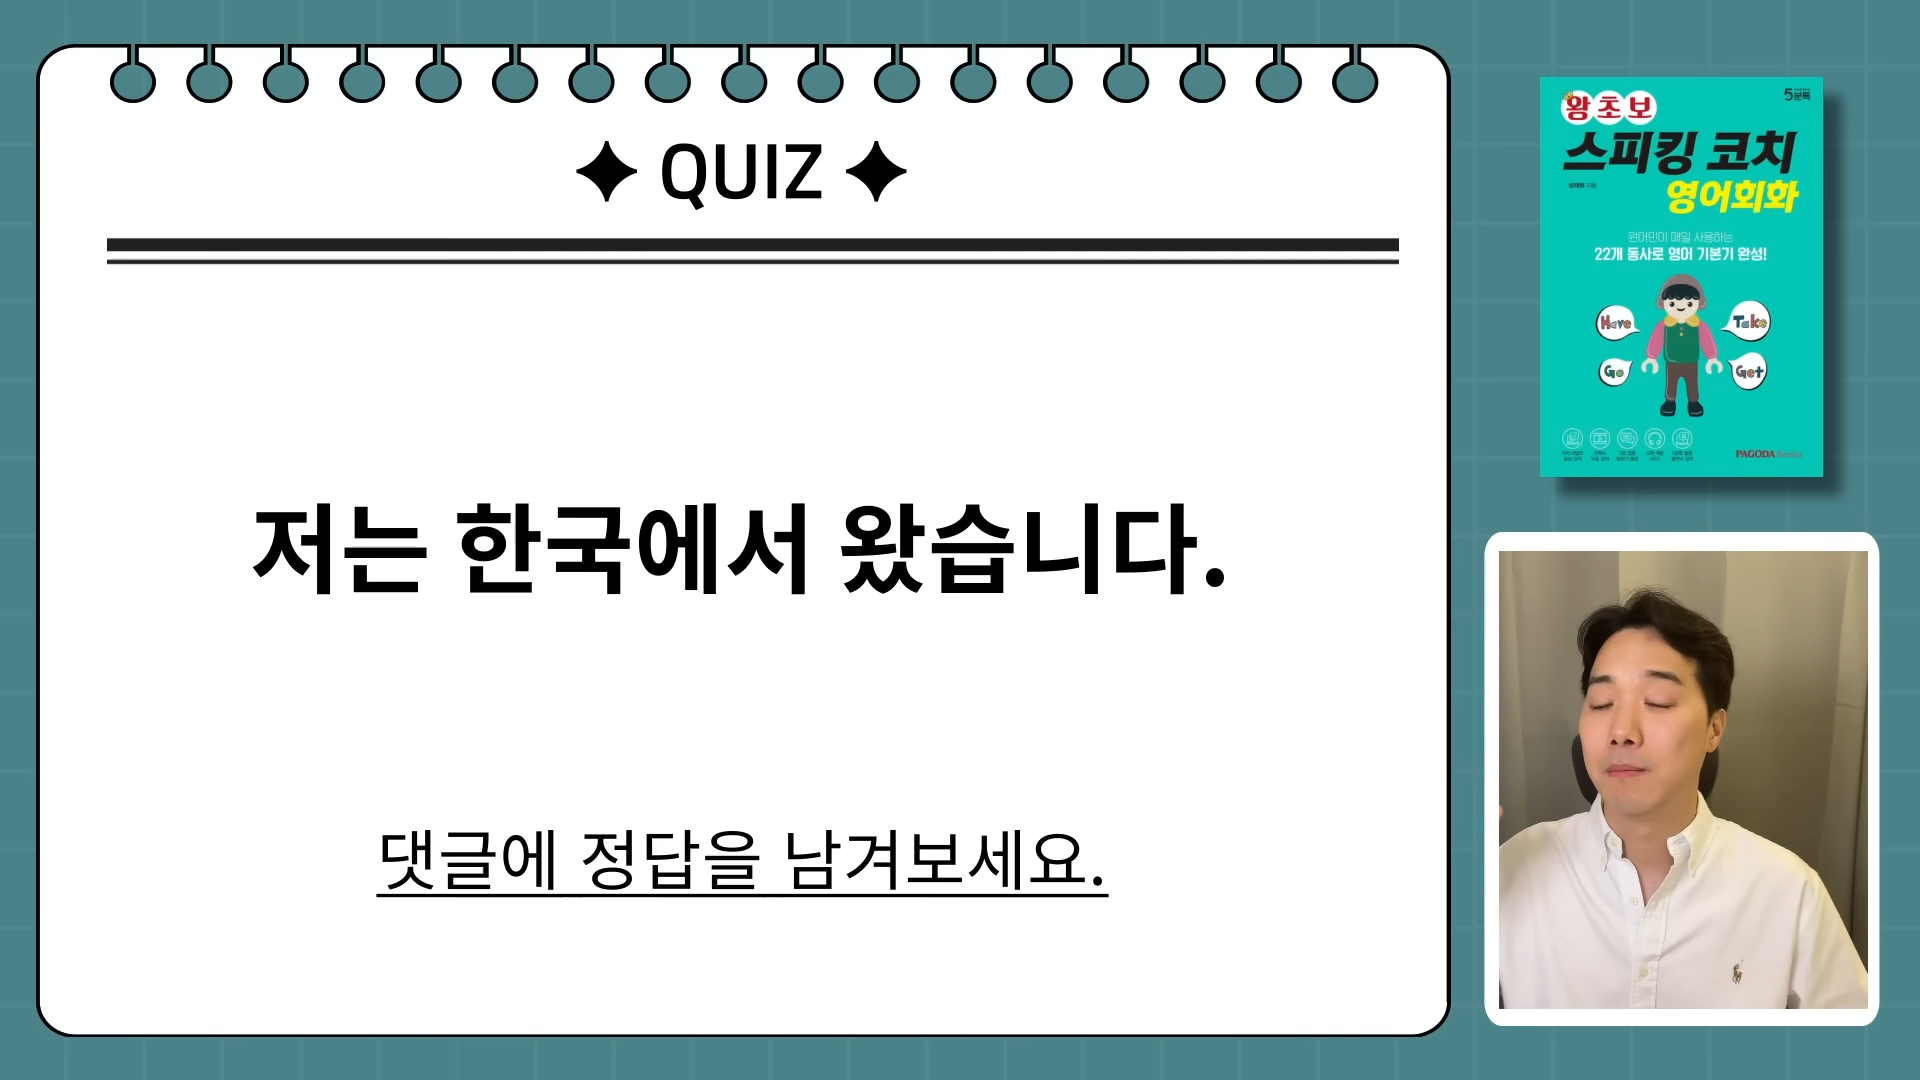 QUIZ
저는 한국에서 왔습니다.
댓글에 정답을 남겨보세요.
5분톡
왕초보
스피킹 코치
영어회화
원어민이 매일 사용하는
22개 동사로 영어 기본기 완성!
Have
Take
Go
Get
PAGODA Books